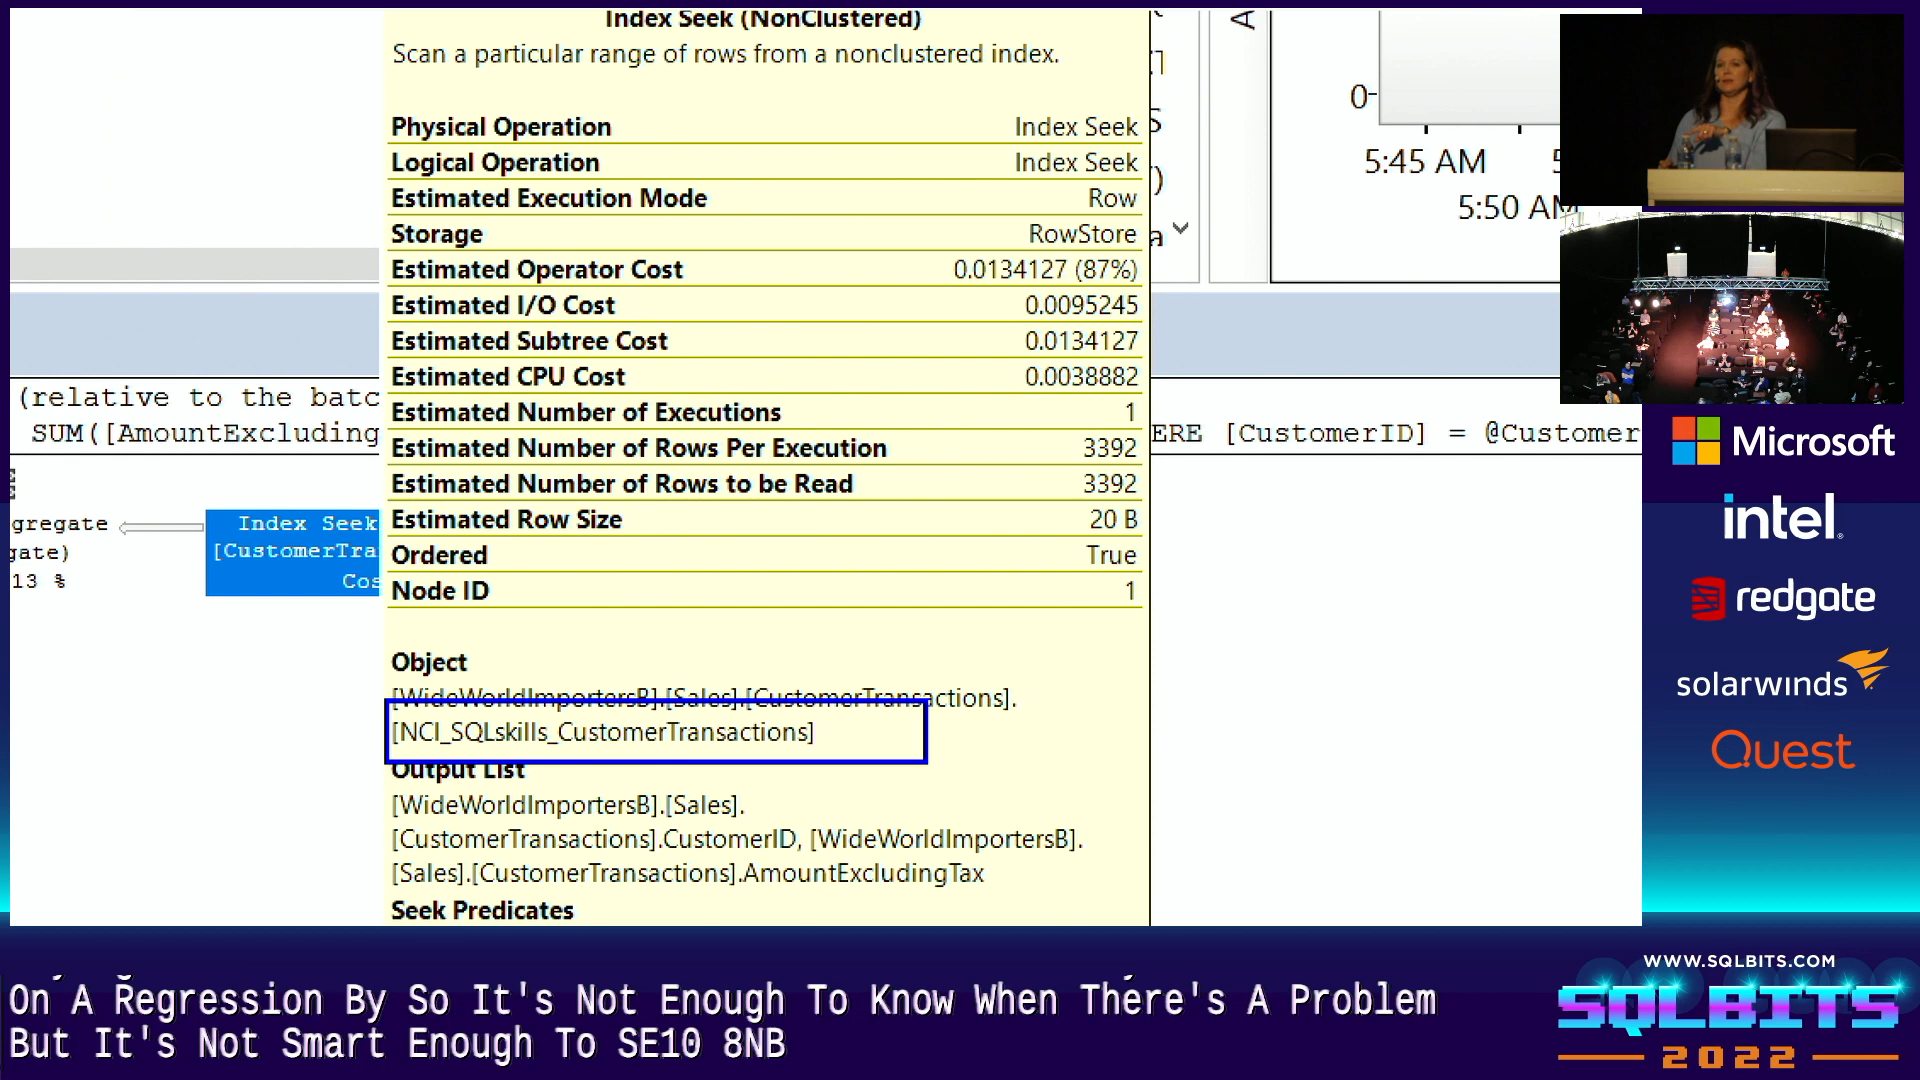 Index Seek (NonClustered)
Scan a particular range of rows from a nonclustered index.
Physical Operation Index Seek
Logical Operation Index Seek
Estimated Execution Mode Row
Storage RowStore
Estimated Operator Cost 0.0134127 (87%)
Estimated I/O Cost 0.0095245
Estimated Subtree Cost 0.0134127
Estimated CPU Cost 0.0038882
Estimated Number of Executions 1
Estimated Number of Rows Per Execution 3392
Estimated Number of Rows to be Read 3392
Estimated Row Size 20 B
Ordered True
Node ID 1
Object
[WideWorldImportersB].[Sales].[CustomerTransactions].
[NCI_SQLskills_CustomerTransactions]
Output List
[WideWorldImportersB].[Sales].
[CustomerTransactions].CustomerID, [WideWorldImportersB].
[Sales].[CustomerTransactions].AmountExcludingTax
Seek Predicates
(relative to the batc
SUM([AmountExcluding
ERE [CustomerID] = @Customer
gregate
gate)
13 %
Index Seek
[CustomerTra
Cos
0
5:45 AM
5:50 AM
Microsoft
intel
redgate
solarwinds
Quest
WWW.SQLBITS.COM
SQLBITS
2022
On A Regression By So It's Not Enough To Know When There's A Problem
But It's Not Smart Enough To SE10 8NB